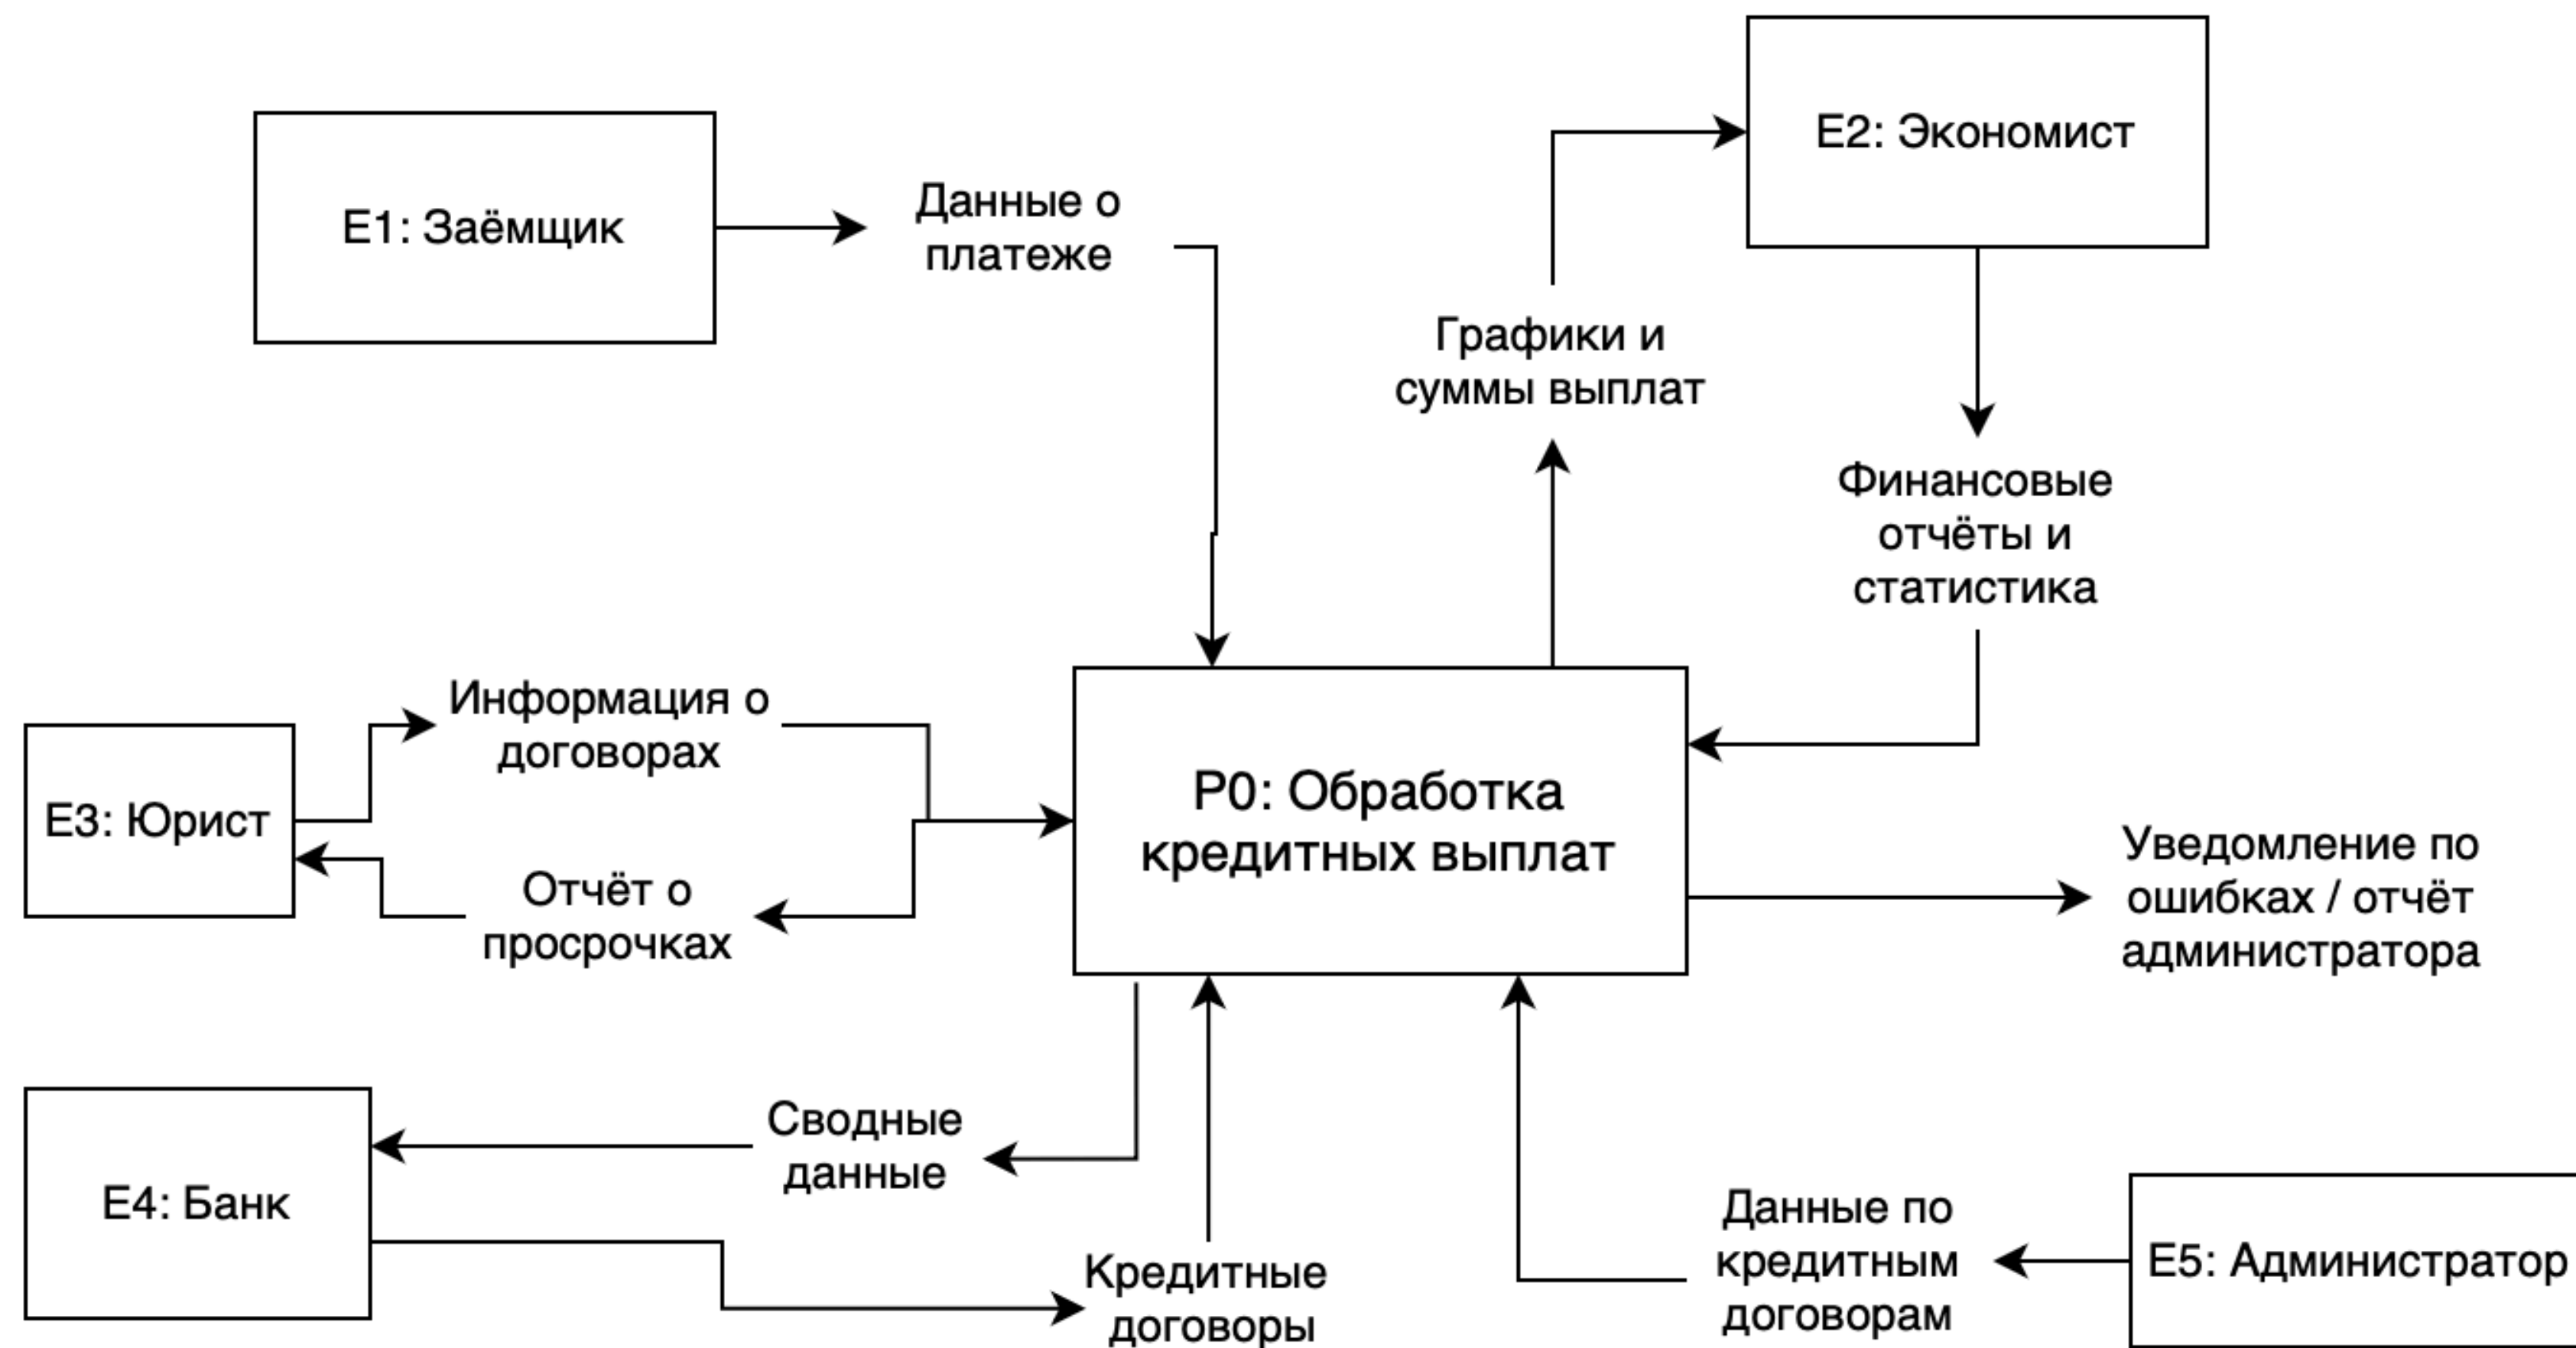 E2: Экономист
E1: Заёмщик
Данные о
платеже
Графики и
суммы выплат
Финансовые
отчёты и
статистика
Информация о
договорах
E3: Юрист
Отчёт о
просрочках
P0: Обработка
кредитных выплат
Уведомление по
ошибках / отчёт
администратора
Сводные
данные
E4: Банк
Кредитные
договоры
Данные по
кредитным
договорам
E5: Администратор